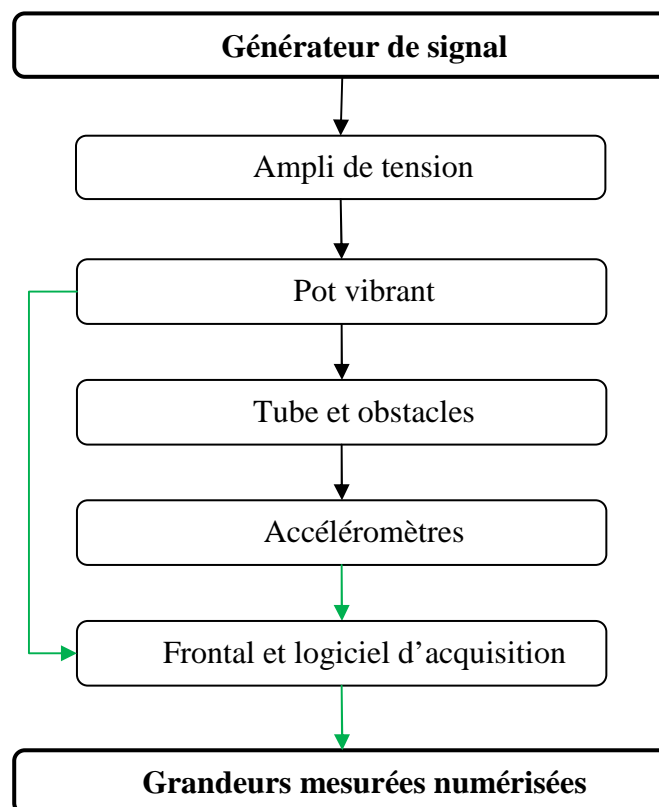 Générateur de signal
Ampli de tension
Pot vibrant
Tube et obstacles
Accéléromètres
Frontal et logiciel d’acquisition
Grandeurs mesurées numérisées